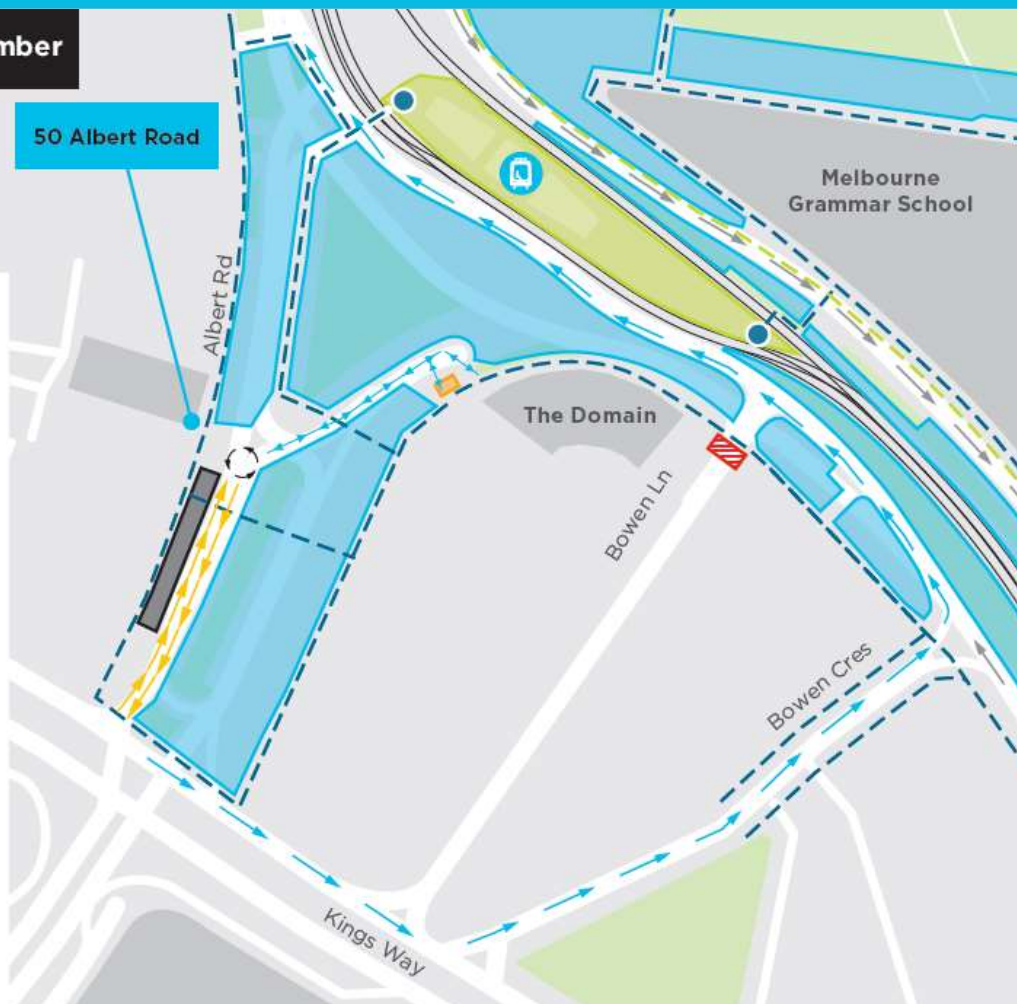 mber
50 Albert Road
Melbourne
Grammar School
Albert Rd
The Domain
Bowen Ln
Bowen Cres
Kings Way